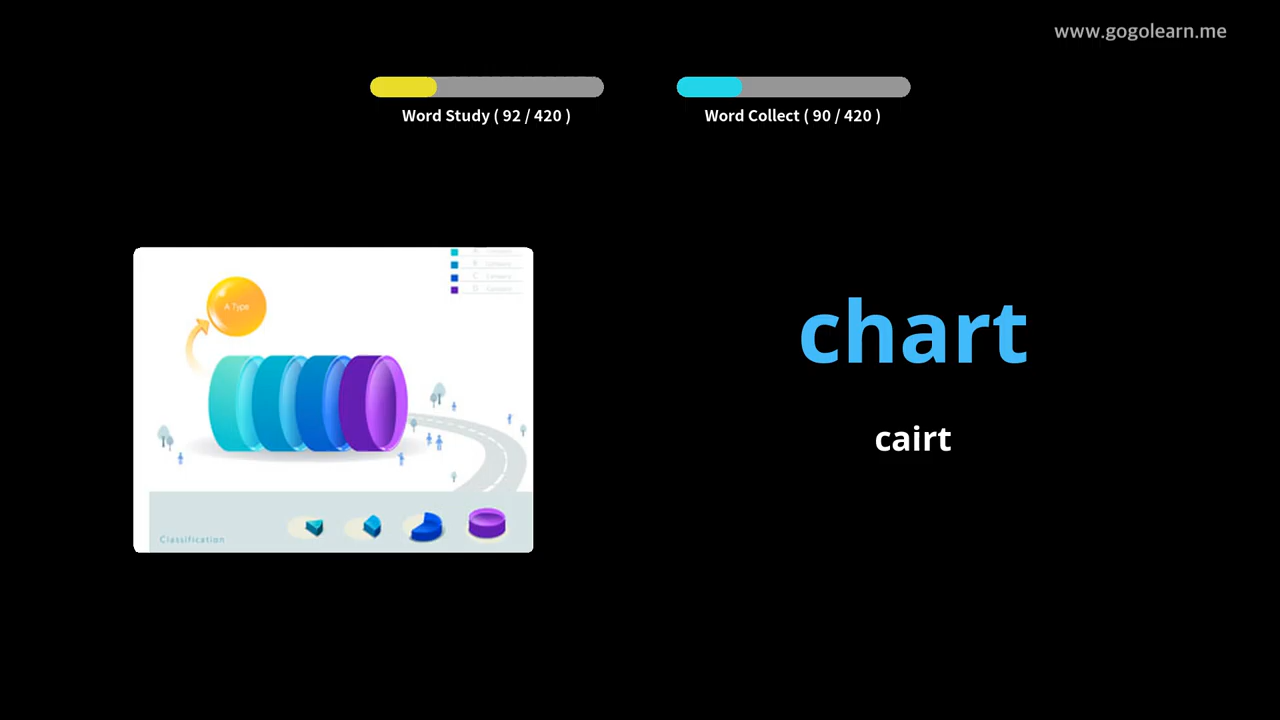 www.gogolearn.me
Word Study ( 92 / 420 )
Word Collect ( 90 / 420 )
A Type
C
Classification
chart
cairt